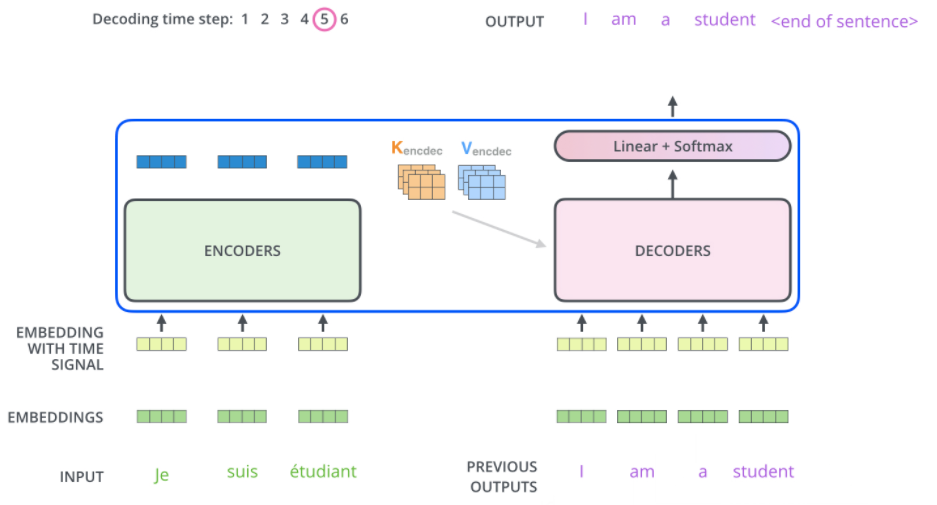 Decoding time step: 1 2 3 4 5 6
OUTPUT I am a student <end of sentence>
Kencdec Vencdec
Linear + Softmax
ENCODERS
DECODERS
EMBEDDING
WITH TIME
SIGNAL
EMBEDDINGS
INPUT Je suis étudiant
PREVIOUS
OUTPUTS
I am a student